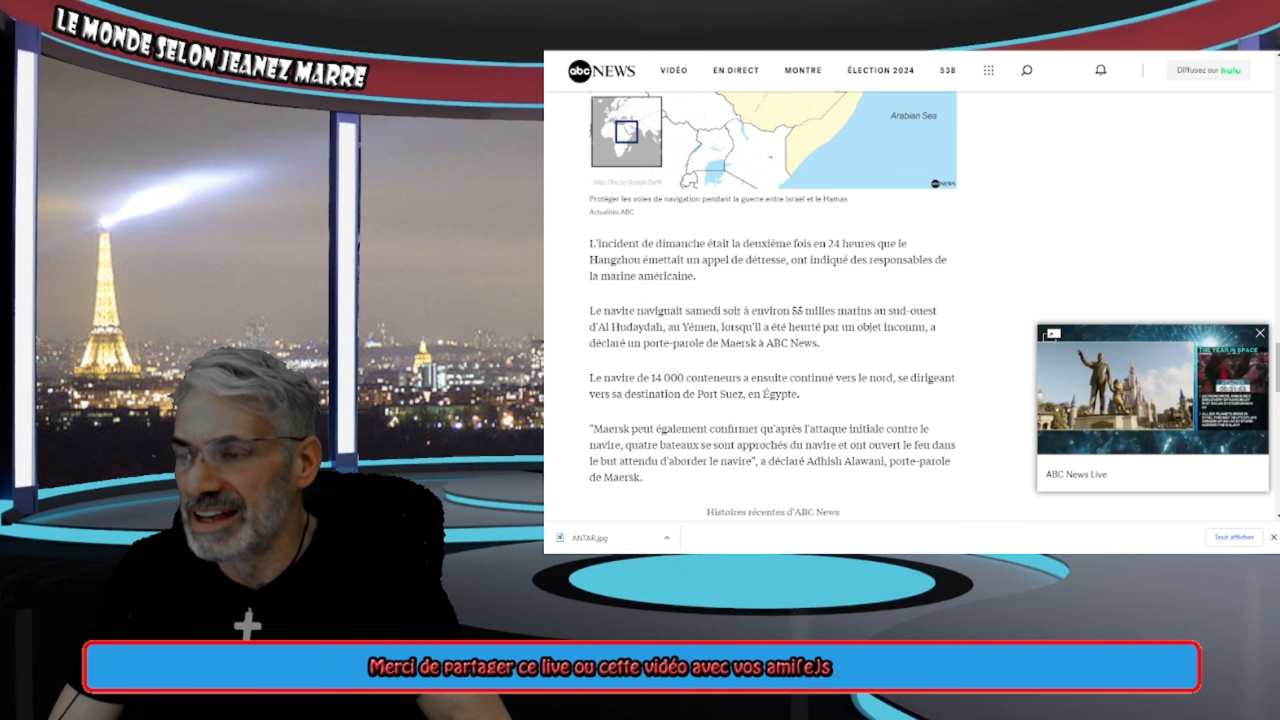 LE MONDE SELON JEANEZ MARRE
abc NEWS
VIDÉO
EN DIRECT
MONTRE
ÉLECTION 2024
538
Diffusez sur hulu
Arabian Sea
Map Tiles by Google Earth
abc NEWS
Protéger les voies de navigation pendant la guerre entre Israël et le Hamas
Actualités ABC
L'incident de dimanche était la deuxième fois en 24 heures que le
Hangzhou émettait un appel de détresse, ont indiqué des responsables de
la marine américaine.
Le navire naviguait samedi soir à environ 55 milles marins au sud-ouest
d'Al Hudaydah, au Yémen, lorsqu'il a été heurté par un objet inconnu, a
déclaré un porte-parole de Maersk à ABC News.
Le navire de 14 000 conteneurs a ensuite continué vers le nord, se dirigeant
vers sa destination de Port Suez, en Égypte.
"Maersk peut également confirmer qu'après l'attaque initiale contre le
navire, quatre bateaux se sont approchés du navire et ont ouvert le feu dans
le but attendu d'aborder le navire", a déclaré Adhish Alawani, porte-parole
de Maersk.
Histoires récentes d'ABC News
THE YEAR IN SPACE
ABC News Live
ANTAR.jpg
Tout afficher
Merci de partager ce live ou cette vidéo avec vos ami(e)s